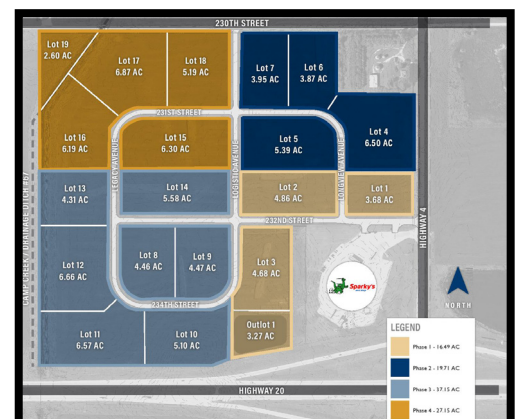 230TH STREET
Lot 19
2.60 AC
Lot 17
6.87 AC
Lot 18
5.19 AC
Lot 7
3.95 AC
Lot 6
3.87 AC
231ST STREET
Lot 16
6.19 AC
Lot 15
6.30 AC
Lot 5
5.39 AC
Lot 4
6.50 AC
LEGACY AVENUE
LOGISTIC AVENUE
LONGVIEW AVENUE
Lot 13
4.31 AC
Lot 14
5.58 AC
Lot 2
4.86 AC
Lot 1
3.68 AC
232ND STREET
HIGHWAY 4
CAMP CREEK / DRAINAGE DITCH
Lot 12
6.66 AC
Lot 8
4.46 AC
Lot 9
4.47 AC
Lot 3
4.68 AC
Sparky's
234TH STREET
NORTH
Lot 11
6.57 AC
Lot 10
5.10 AC
Outlot 1
3.27 AC
HIGHWAY 20
LEGEND
Phase 1 - 16.49 AC
Phase 2 - 19.71 AC
Phase 3 - 37.15 AC
Phase 4 - 27.15 AC